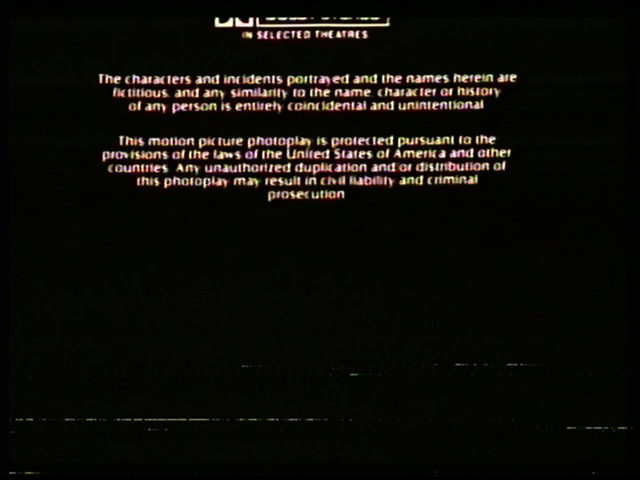 IN SELECTED THEATRES
The characters and incidents portrayed and the names herein are
fictitious, and any similarity to the name, character or history
of any person is entirely coincidental and unintentional
This motion picture photoplay is protected pursuant to the
provisions of the laws of the United States of America and other
countries. Any unauthorized duplication and/or distribution of
this photoplay may result in civil liability and criminal
prosecution